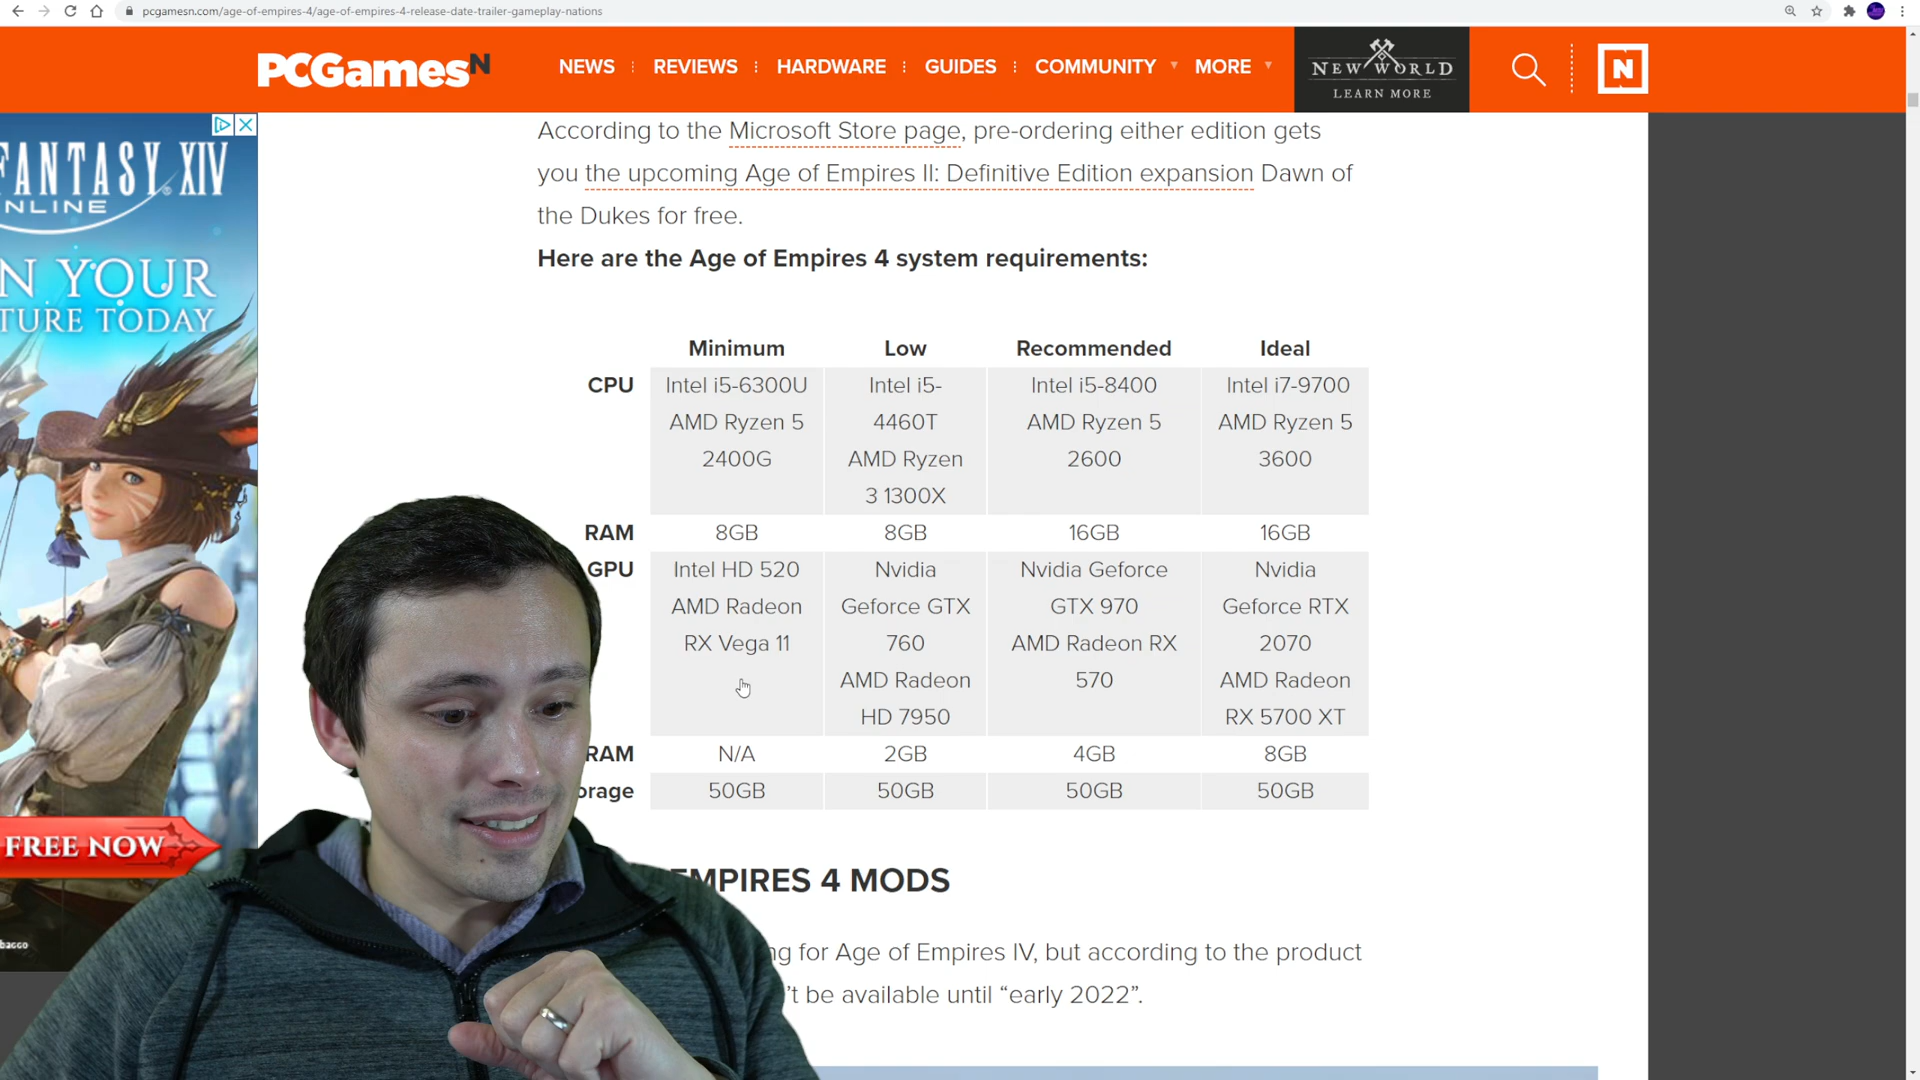 pcgamesn.com/age-of-empires-4/age-of-empires-4-release-date-trailer-gameplay-nations
PCGamesN
NEWS
REVIEWS
HARDWARE
GUIDES
COMMUNITY
MORE
NEW WORLD
LEARN MORE
N
FANTASY XIV
NLINE
N YOUR
TURE TODAY
FREE NOW
bacco
According to the Microsoft Store page, pre-ordering either edition gets
you the upcoming Age of Empires II: Definitive Edition expansion Dawn of
the Dukes for free.
Here are the Age of Empires 4 system requirements:
Minimum Low Recommended Ideal
CPU Intel i5-6300U Intel i5- Intel i5-8400 Intel i7-9700
AMD Ryzen 5 4460T AMD Ryzen 5 AMD Ryzen 5
2400G AMD Ryzen 2600 3600
3 1300X
RAM 8GB 8GB 16GB 16GB
GPU Intel HD 520 Nvidia Nvidia Geforce Nvidia
AMD Radeon Geforce GTX GTX 970 Geforce RTX
RX Vega 11 760 AMD Radeon RX 2070
AMD Radeon 570 AMD Radeon
HD 7950 RX 5700 XT
RAM N/A 2GB 4GB 8GB
orage 50GB 50GB 50GB 50GB
EMPIRES 4 MODS
ng for Age of Empires IV, but according to the product
't be available until “early 2022”.